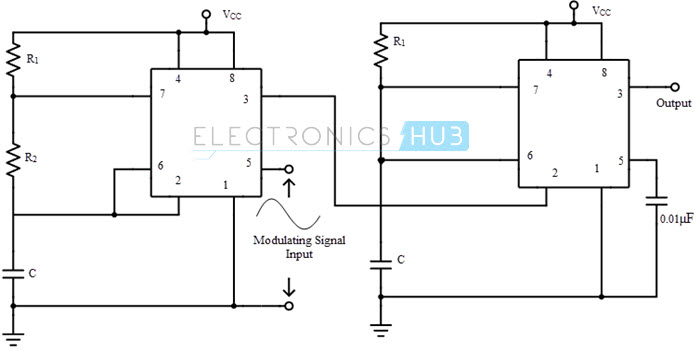 VCC
R1
4
8
7
3
R2
6
5
2
1
Modulating Signal
Input
C
ELECTRONICS HUB
VCC
R1
4
8
7
3
Output
6
1
5
2
0.01μF
C